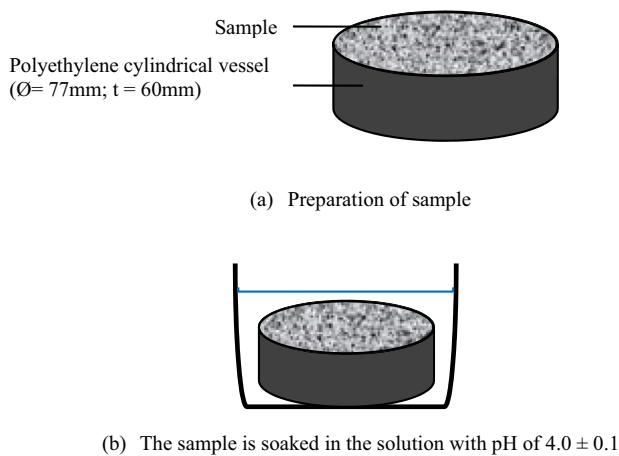 Sample
Polyethylene cylindrical vessel
(Ø= 77mm; t = 60mm)
(a) Preparation of sample
(b) The sample is soaked in the solution with pH of 4.0 ± 0.1